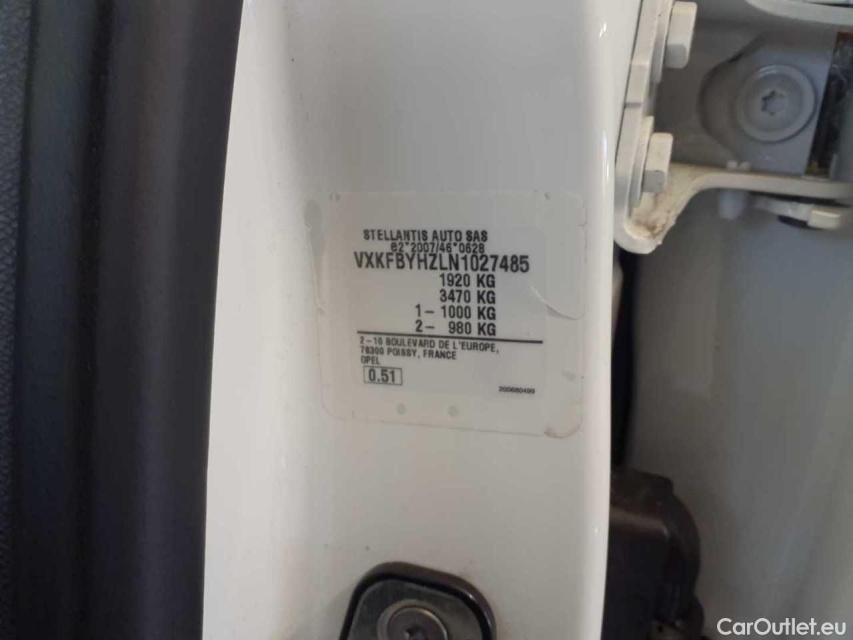 STELLANTIS AUTO SAS
e2*2007/46*0628
VXKFBYHZLN1027485
1920 KG
3470 KG
1- 1000 KG
2- 980 KG
2-10 BOULEVARD DE L'EUROPE,
78300 POISSY, FRANCE
OPEL
0.51
200680499
CarOutlet.eu